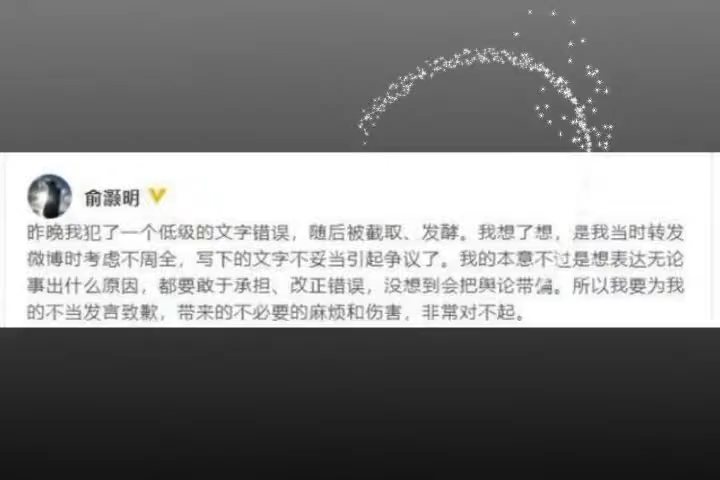 俞灏明
昨晚我犯了一个低级的文字错误，随后被截取、发酵。我想了想，是我当时转发
微博时考虑不周全，写下的文字不妥当引起争议了。我的本意不过是想表达无论
事出什么原因，都要敢于承担、改正错误，没想到会把舆论带偏。所以我要为我
的不当发言致歉，带来的不必要的麻烦和伤害，非常对不起。